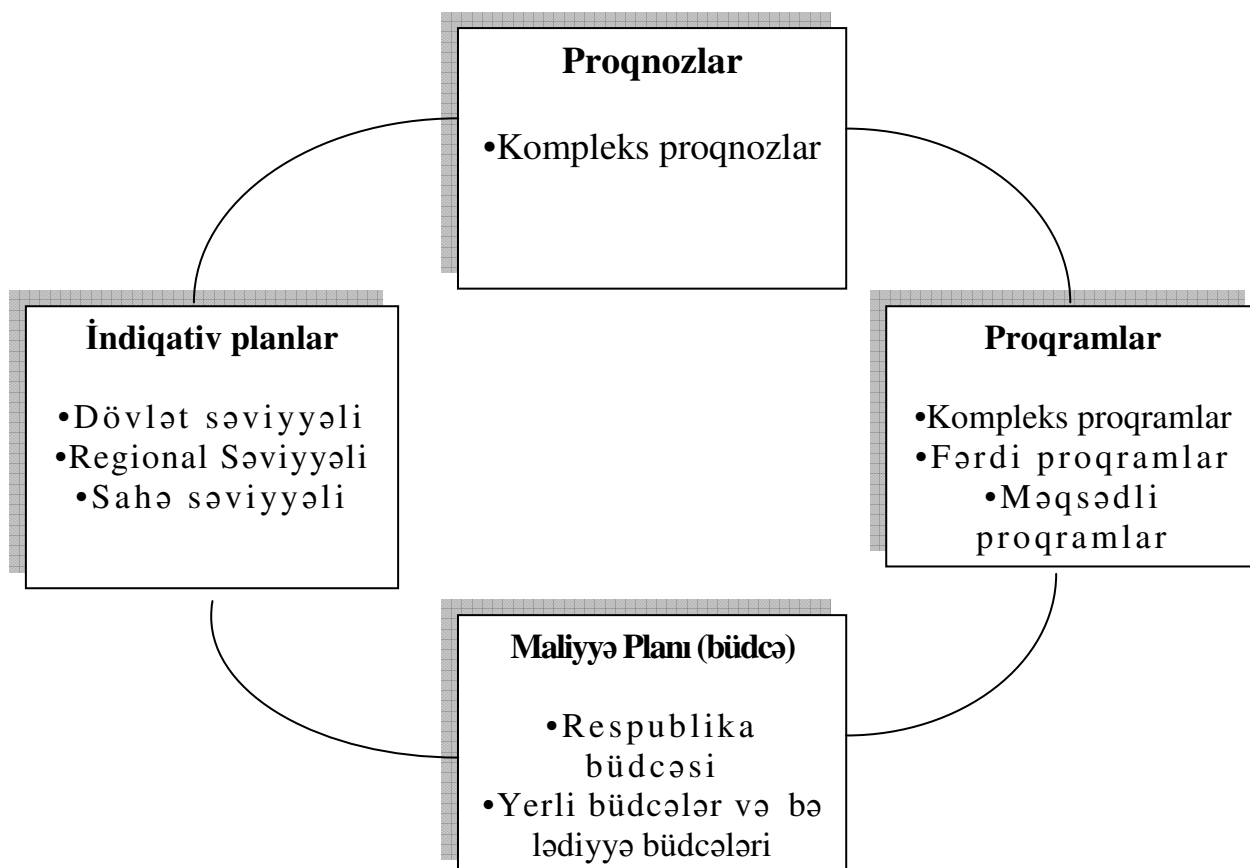 Proqnozlar
•Kompleks proqnozlar
İndiqativ planlar
•Dövlət səviyyəli
•Regional Səviyyəli
•Sahə səviyyəli
Proqramlar
•Kompleks proqramlar
•Fərdi proqramlar
•Məqsədli
proqramlar
Maliyyə Planı (büdcə)
•Respublika
büdcəsi
•Yerli büdcələr və bə
lədiyyə büdcələri